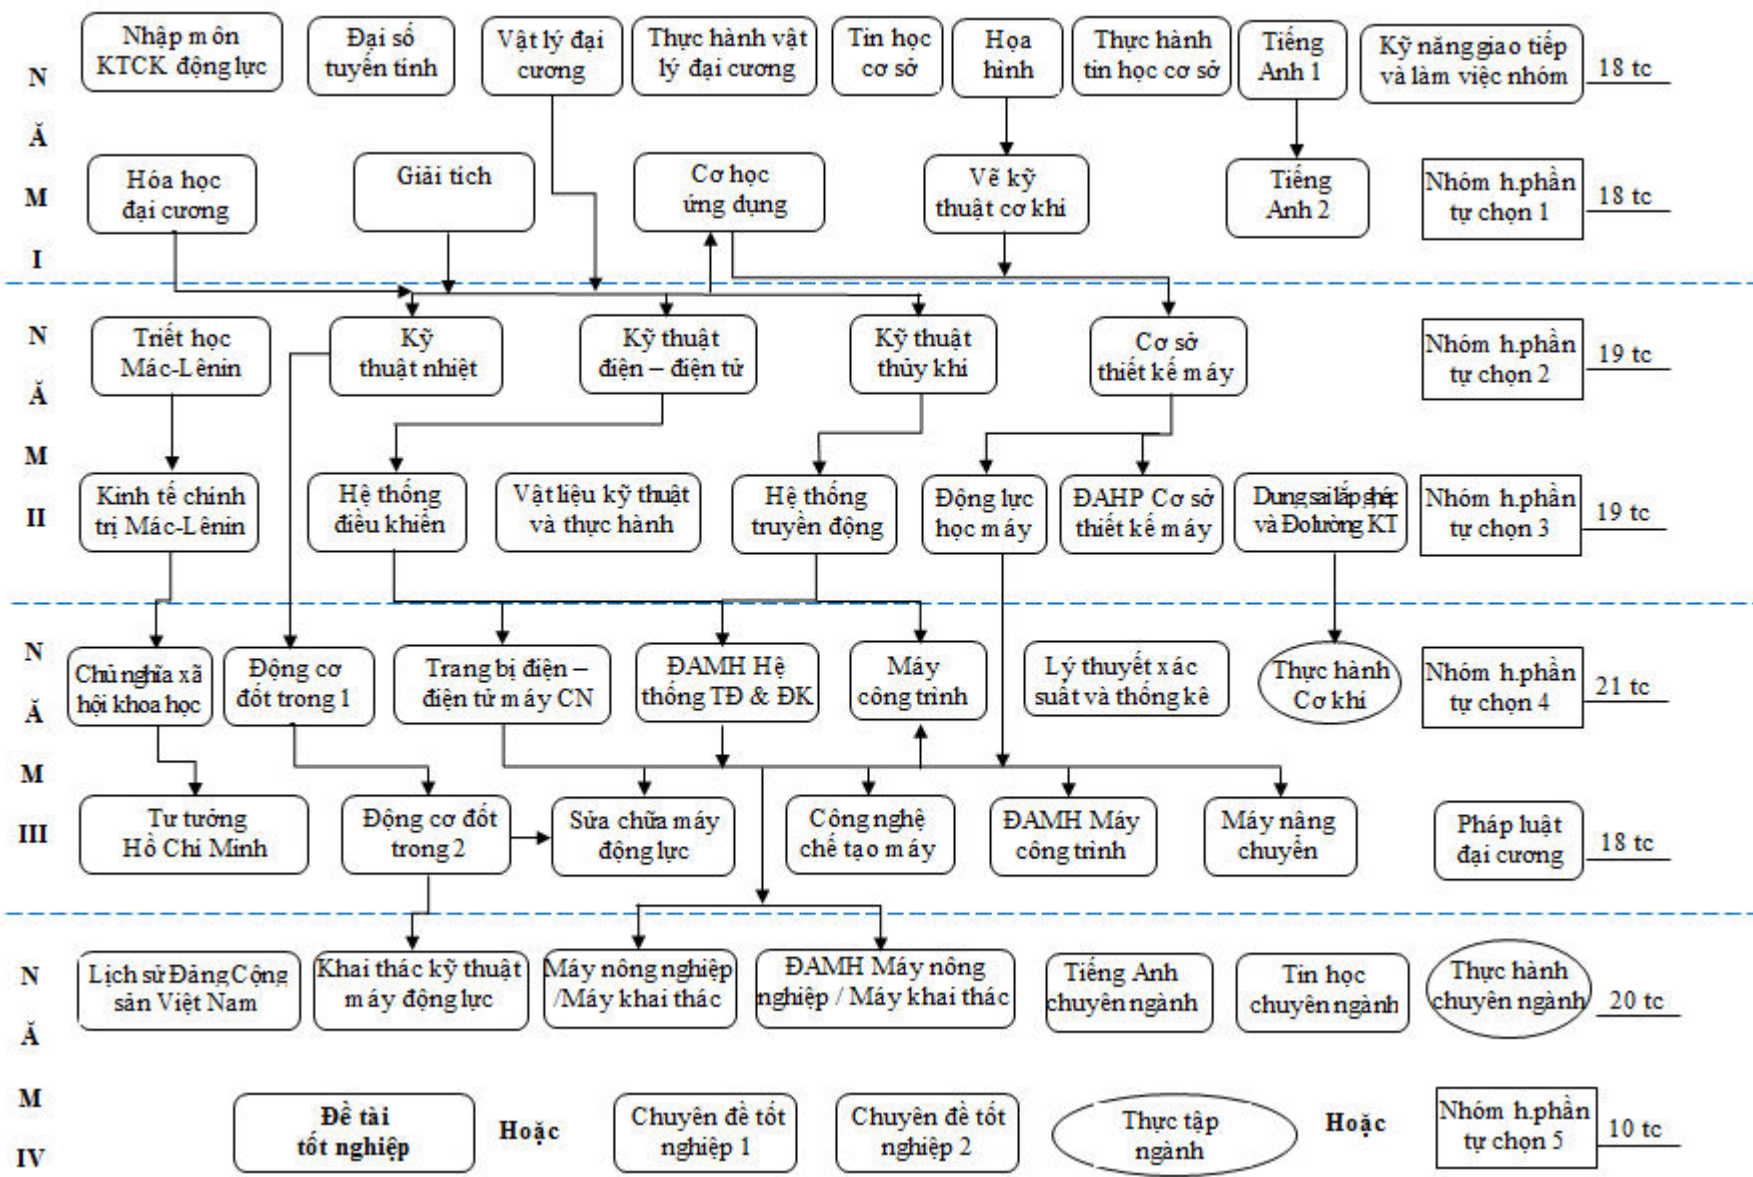 Nhập môn
KTCK động lực
Đại số
tuyến tính
Vật lý đại
cương
Thực hành vật
lý đại cương
Tin học
cơ sở
Họa
hình
Thực hành
tin học cơ sở
Tiếng
Anh 1
Kỹ năng giao tiếp
và làm việc nhóm
18 tc
N
Ă
M
I
Hóa học
đại cương
Giải tích
Cơ học
ứng dụng
Vẽ kỹ
thuật cơ khí
Tiếng
Anh 2
Nhóm h.phần
tự chọn 1
18 tc
N
Ă
M
II
Triết học
Mác-Lênin
Kỹ
thuật nhiệt
Kỹ thuật
điện – điện tử
Kỹ thuật
thủy khí
Cơ sở
thiết kế máy
Nhóm h.phần
tự chọn 2
19 tc
Kinh tế chính
trị Mác-Lênin
Hệ thống
điều khiển
Vật liệu kỹ thuật
và thực hành
Hệ thống
truyền động
Động lực
học máy
ĐAHP Cơ sở
thiết kế máy
Dung sai lắp ghép
và Đo lường KT
Nhóm h.phần
tự chọn 3
19 tc
N
Ă
M
III
Chủ nghĩa xã
hội khoa học
Động cơ
đốt trong 1
Trang bị điện –
điện tử máy CN
ĐAMH Hệ
thống TĐ & ĐK
Máy
công trình
Lý thuyết xác
suất và thống kê
Thực hành
Cơ khí
Nhóm h.phần
tự chọn 4
21 tc
Tư tưởng
Hồ Chí Minh
Động cơ đốt
trong 2
Sửa chữa máy
động lực
Công nghệ
chế tạo máy
ĐAMH Máy
công trình
Máy nâng
chuyển
Pháp luật
đại cương
18 tc
N
Ă
M
IV
Lịch sử Đảng Cộng
sản Việt Nam
Khai thác kỹ thuật
máy động lực
Máy nông nghiệp
/Máy khai thác
ĐAMH Máy nông
nghiệp / Máy khai thác
Tiếng Anh
chuyên ngành
Tin học
chuyên ngành
Thực hành
chuyên ngành
20 tc
Đề tài
tốt nghiệp
Hoặc
Chuyên đề tốt
nghiệp 1
Chuyên đề tốt
nghiệp 2
Thực tập
ngành
Hoặc
Nhóm h.phần
tự chọn 5
10 tc